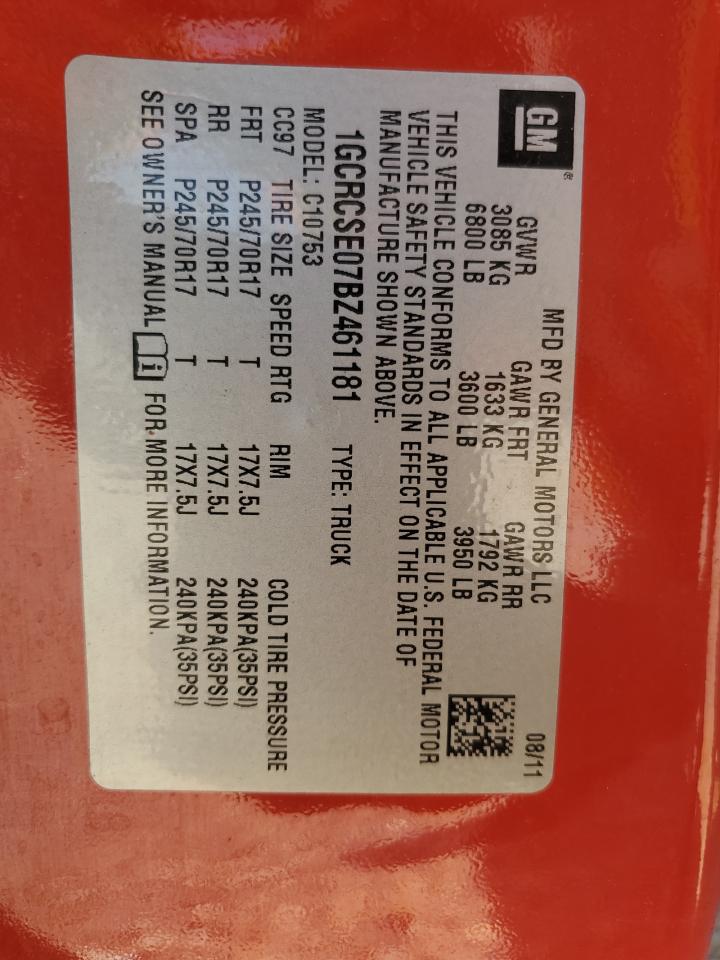 GM®
MFD BY GENERAL MOTORS LLC 08/11
GVWR GAWR FRT GAWR RR
3085 KG 1633 KG 1792 KG
6800 LB 3600 LB 3950 LB
THIS VEHICLE CONFORMS TO ALL APPLICABLE U.S. FEDERAL MOTOR
VEHICLE SAFETY STANDARDS IN EFFECT ON THE DATE OF
MANUFACTURE SHOWN ABOVE.
1GCRCSE07BZ461181 TYPE: TRUCK
MODEL: C10753
CC97 TIRE SIZE SPEED RTG RIM COLD TIRE PRESSURE
FRT P245/70R17 T 17X7.5J 240KPA(35PSI)
RR P245/70R17 T 17X7.5J 240KPA(35PSI)
SPA P245/70R17 T 17X7.5J 240KPA(35PSI)
SEE OWNER'S MANUAL i FOR MORE INFORMATION.